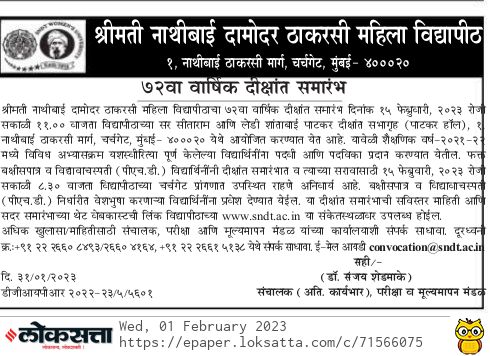 श्रीमती नाथीबाई दामोदर ठाकरसी महिला विद्यापीठ
१, नाथीबाई ठाकरसी मार्ग, चर्चगेट, मुंबई- ४०००२०
७२वा वार्षिक दीक्षांत समारंभ
श्रीमती नाथीबाई दामोदर ठाकरसी महिला विद्यापीठाचा ७२वा वार्षिक दीक्षांत समारंभ दिनांक १५ फेब्रुवारी, २०२३ रोजी
सकाळी ११.०० वाजता विद्यापीठाच्या सर सीताराम आणि लेडी शांताबाई पाटकर दीक्षांत सभागृह (पाटकर हॉल), १,
नाथीबाई ठाकरसी मार्ग, चर्चगेट, मुंबई- ४०००२० येथे आयोजित करण्यात येत आहे. यावेळी शैक्षणिक वर्ष-२०२१-२२
मध्ये विविध अभ्यासक्रम यशस्वीरित्या पूर्ण केलेल्या विद्यार्थिनींना पदवी आणि पदविका प्रदान करण्यात येतील. फक्त
बक्षीसपात्र व विद्यावाचस्पती (पीएच.डी.) विद्यार्थिनींनी दीक्षांत समारंभात व त्याच्या सरावासाठी १५ फेब्रुवारी, २०२३ रोजी
सकाळी ८.३० वाजता विद्यापीठाच्या चर्चगेट प्रांगणात उपस्थित राहणे अनिवार्य आहे. बक्षीसपात्र व विद्यावाचस्पती
(पीएच.डी.) निर्धारीत वेशभुषा करणाऱ्या विद्यार्थिनींना प्रवेश देण्यात येईल. या दीक्षांत समारंभाची सविस्तर माहिती आणि
सदर समारंभाच्या थेट वेबकास्टची लिंक विद्यापीठाच्या www.sndt.ac.in या संकेतस्थळावर उपलब्ध होईल.
अधिक खुलासा/माहितीसाठी संचालक, परीक्षा आणि मूल्यमापन मंडळ यांच्या कार्यालयाशी संपर्क साधावा. दूरध्वनी
क्र.:+९१ २२ २६६० ८४९३/२६६० ४१६४, +९१ २२ २६६१ ५१३८ येथे संपर्क साधावा. ई-मेल आयडी convocation@sndt.ac.in
सही/-
दि. ३१/०१/२०२३ (डॉ. संजय शेडमाके)
डीजीआयपीआर २०२२-२३/५/५६०१ संचालक (अति. कार्यभार), परीक्षा व मूल्यमापन मंडळ
लोकसत्ता Wed, 01 February 2023
https://epaper.loksatta.com/c/71566075